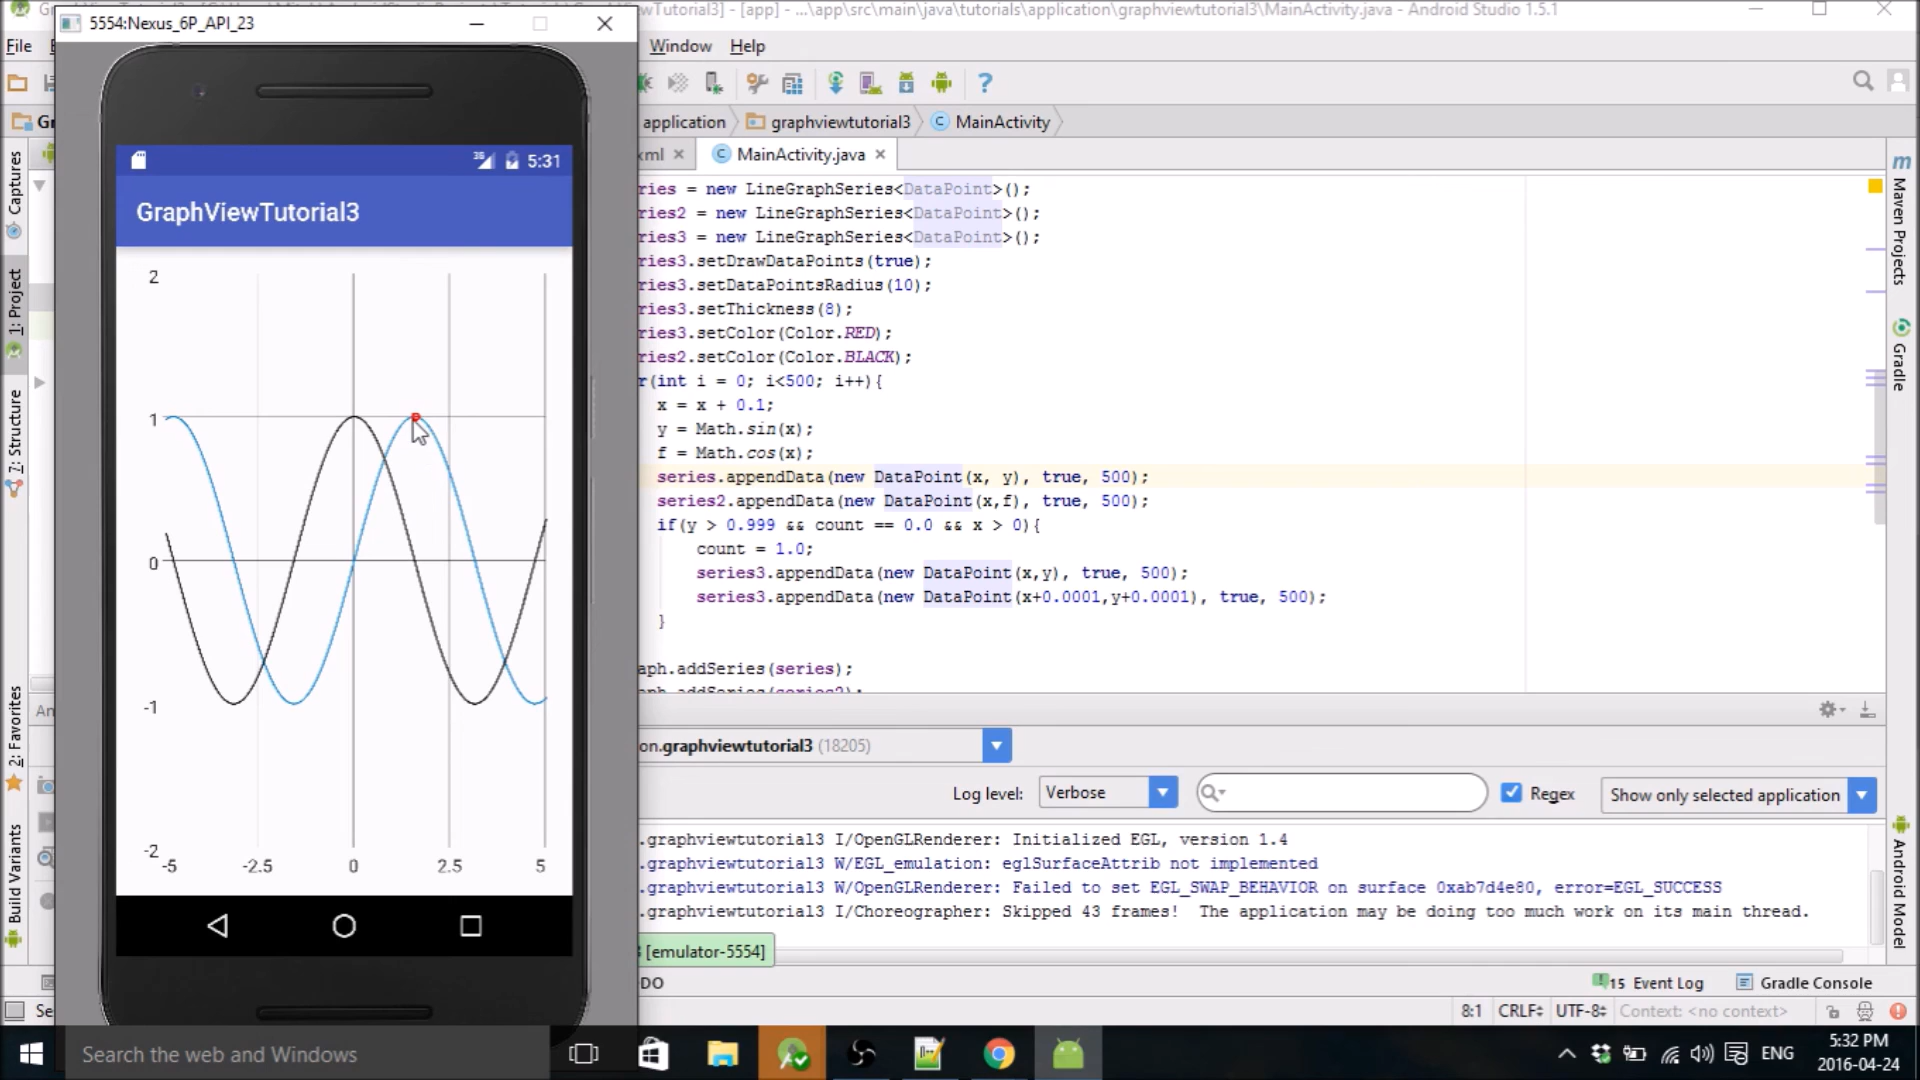 5554:Nexus_6P_API_23
GraphViewTutorial3] - [app] - ...\app\src\main\java\tutorials\application\graphviewtutorial3\MainActivity.java - Android Studio 1.5.1
File
Window Help
application graphviewtutorial3 MainActivity
xml MainActivity.java
5:31
GraphViewTutorial3
2
1
0
-1
-2
-5 -2.5 0 2.5 5
ries = new LineGraphSeries<DataPoint>();
ries2 = new LineGraphSeries<DataPoint>();
ries3 = new LineGraphSeries<DataPoint>();
ries3.setDrawDataPoints(true);
ries3.setDataPointsRadius(10);
ries3.setThickness(8);
ries3.setColor(Color.RED);
ries2.setColor(Color.BLACK);
r(int i = 0; i<500; i++){
x = x + 0.1;
y = Math.sin(x);
f = Math.cos(x);
series.appendData(new DataPoint(x, y), true, 500);
series2.appendData(new DataPoint(x,f), true, 500);
if(y > 0.999 && count == 0.0 && x > 0){
count = 1.0;
series3.appendData(new DataPoint(x,y), true, 500);
series3.appendData(new DataPoint(x+0.0001,y+0.0001), true, 500);
}
aph.addSeries(series);
aph.addSeries(series2);
on.graphviewtutorial3 (18205)
Log level: Verbose
Regex
Show only selected application
.graphviewtutorial3 I/OpenGLRenderer: Initialized EGL, version 1.4
.graphviewtutorial3 W/EGL_emulation: eglSurfaceAttrib not implemented
.graphviewtutorial3 W/OpenGLRenderer: Failed to set EGL_SWAP_BEHAVIOR on surface 0xab7d4e80, error=EGL_SUCCESS
.graphviewtutorial3 I/Choreographer: Skipped 43 frames! The application may be doing too much work on its main thread.
[emulator-5554]
DO
15 Event Log Gradle Console
Se
8:1 CRLF UTF-8 Context: <no context>
Captures
1: Project
7: Structure
2: Favorites
Build Variants
Gr
An
Maven Projects
Gradle
Android Model
Search the web and Windows
ENG
5:32 PM
2016-04-24